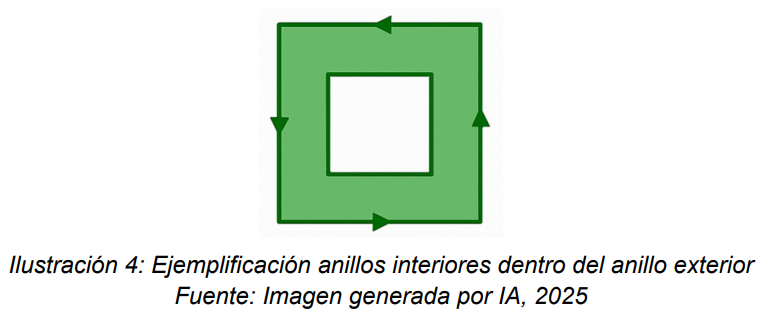 Ilustración 4: Ejemplificación anillos interiores dentro del anillo exterior
Fuente: Imagen generada por IA, 2025